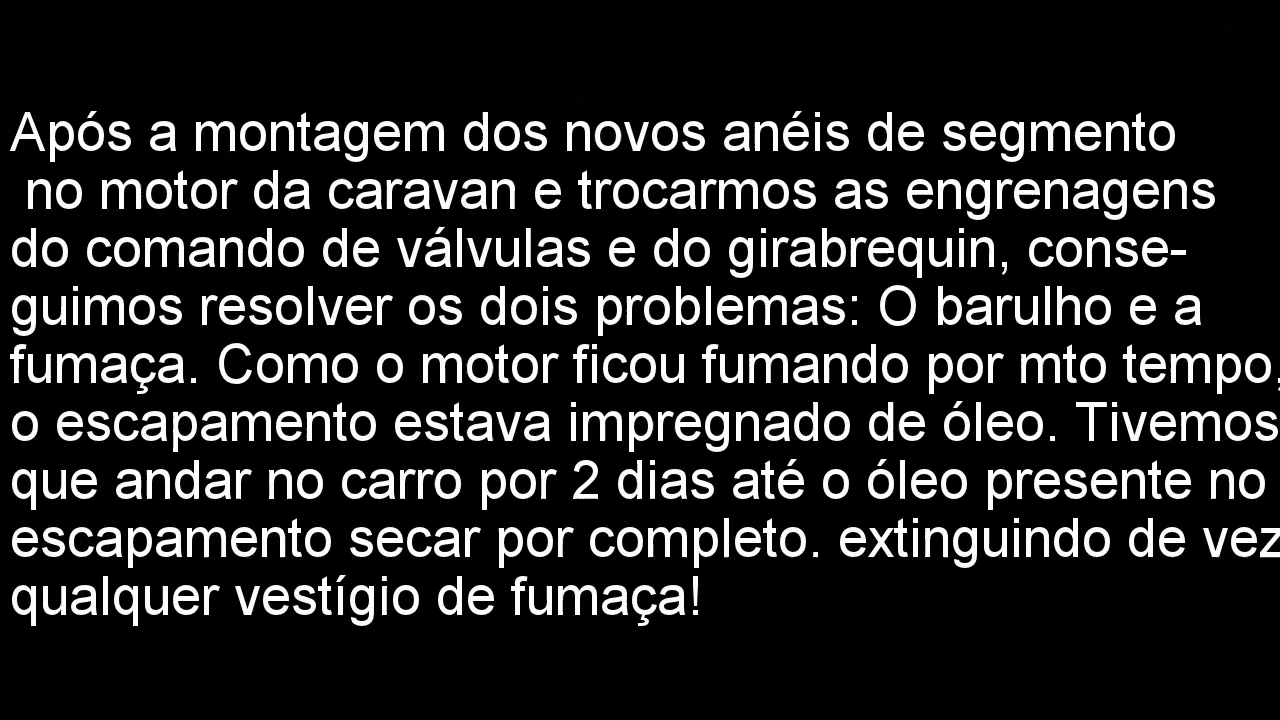 Após a montagem dos novos anéis de segmento
no motor da caravan e trocarmos as engrenagens
do comando de válvulas e do girabrequin, conse-
guimos resolver os dois problemas: O barulho e a
fumaça. Como o motor ficou fumando por mto tempo,
o escapamento estava impregnado de óleo. Tivemos
que andar no carro por 2 dias até o óleo presente no
escapamento secar por completo. extinguindo de vez
qualquer vestígio de fumaça!